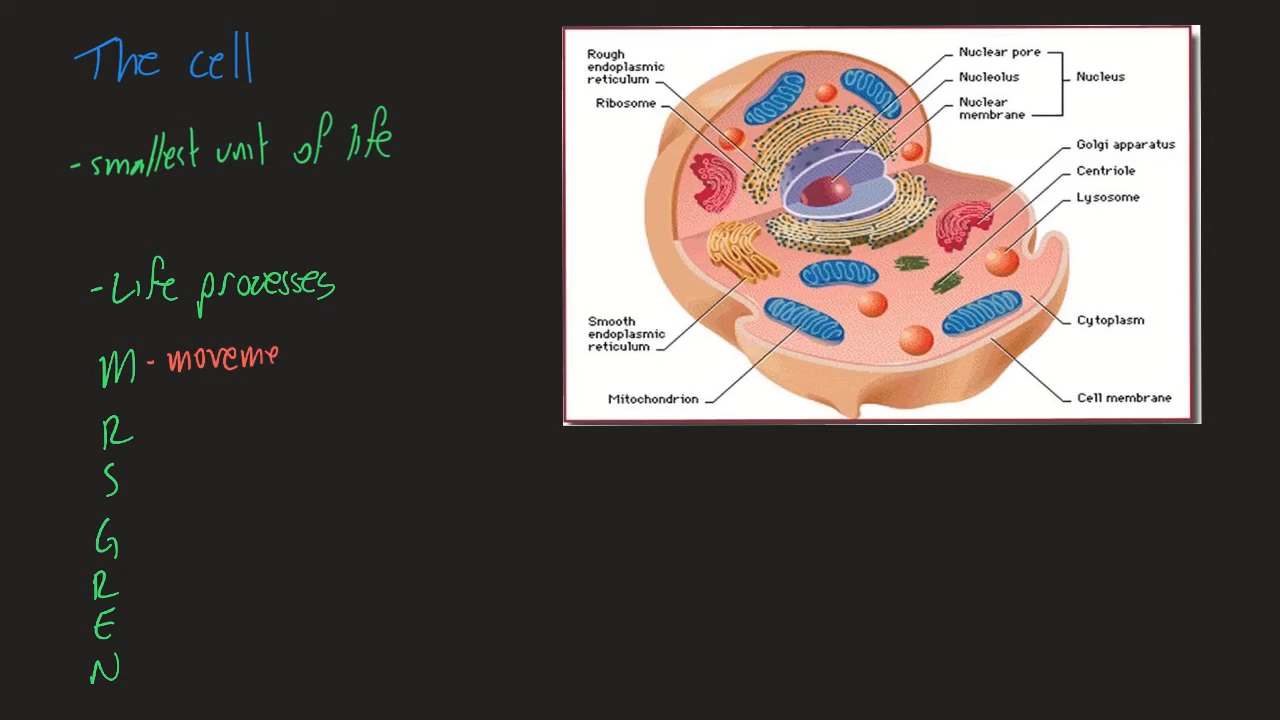 The cell
- smallest unit of life
- Life processes
M - moveme
R
S
G
R
E
N
Rough
endoplasmic
reticulum
Ribosome
Nuclear pore
Nucleolus
Nuclear
membrane
Nucleus
Golgi apparatus
Centriole
Lysosome
Smooth
endoplasmic
reticulum
Mitochondrion
Cytoplasm
Cell membrane